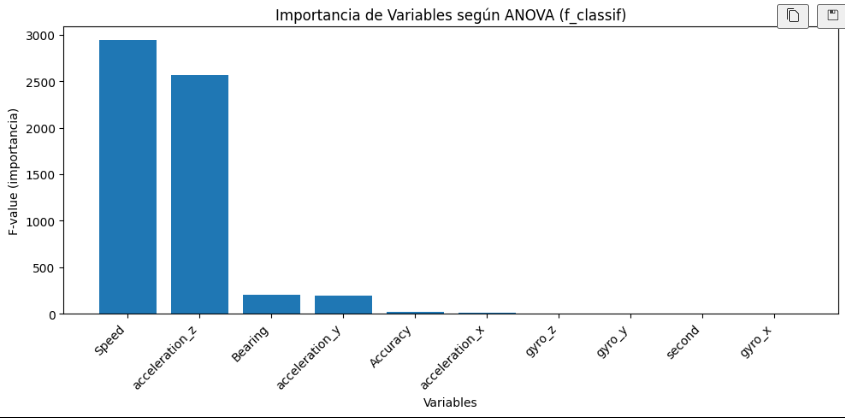 Importancia de Variables según ANOVA (f_classif)
3000
2500
2000
1500
1000
500
0
F-value (importancia)
Speed
acceleration_z
Bearing
acceleration_y
Accuracy
acceleration_x
gyro_z
gyro_y
second
gyro_x
Variables